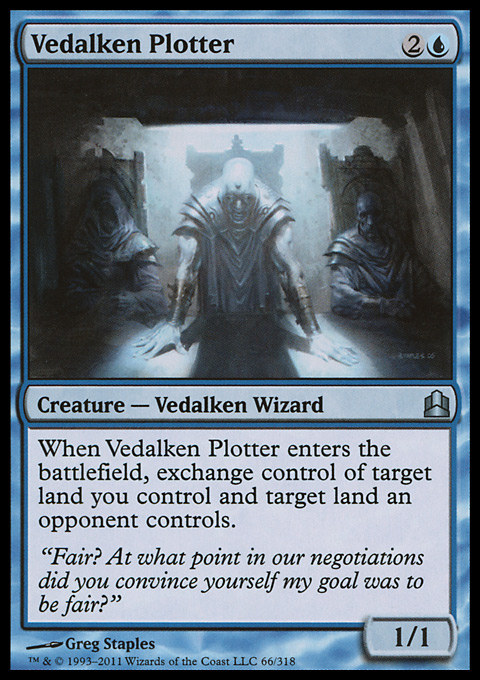 Vedalken Plotter 2
Creature — Vedalken Wizard
When Vedalken Plotter enters the
battlefield, exchange control of target
land you control and target land an
opponent controls.
“Fair? At what point in our negotiations
did you convince yourself my goal was to
be fair?”
1/1
Greg Staples
™ & © 1993–2011 Wizards of the Coast LLC 66/318